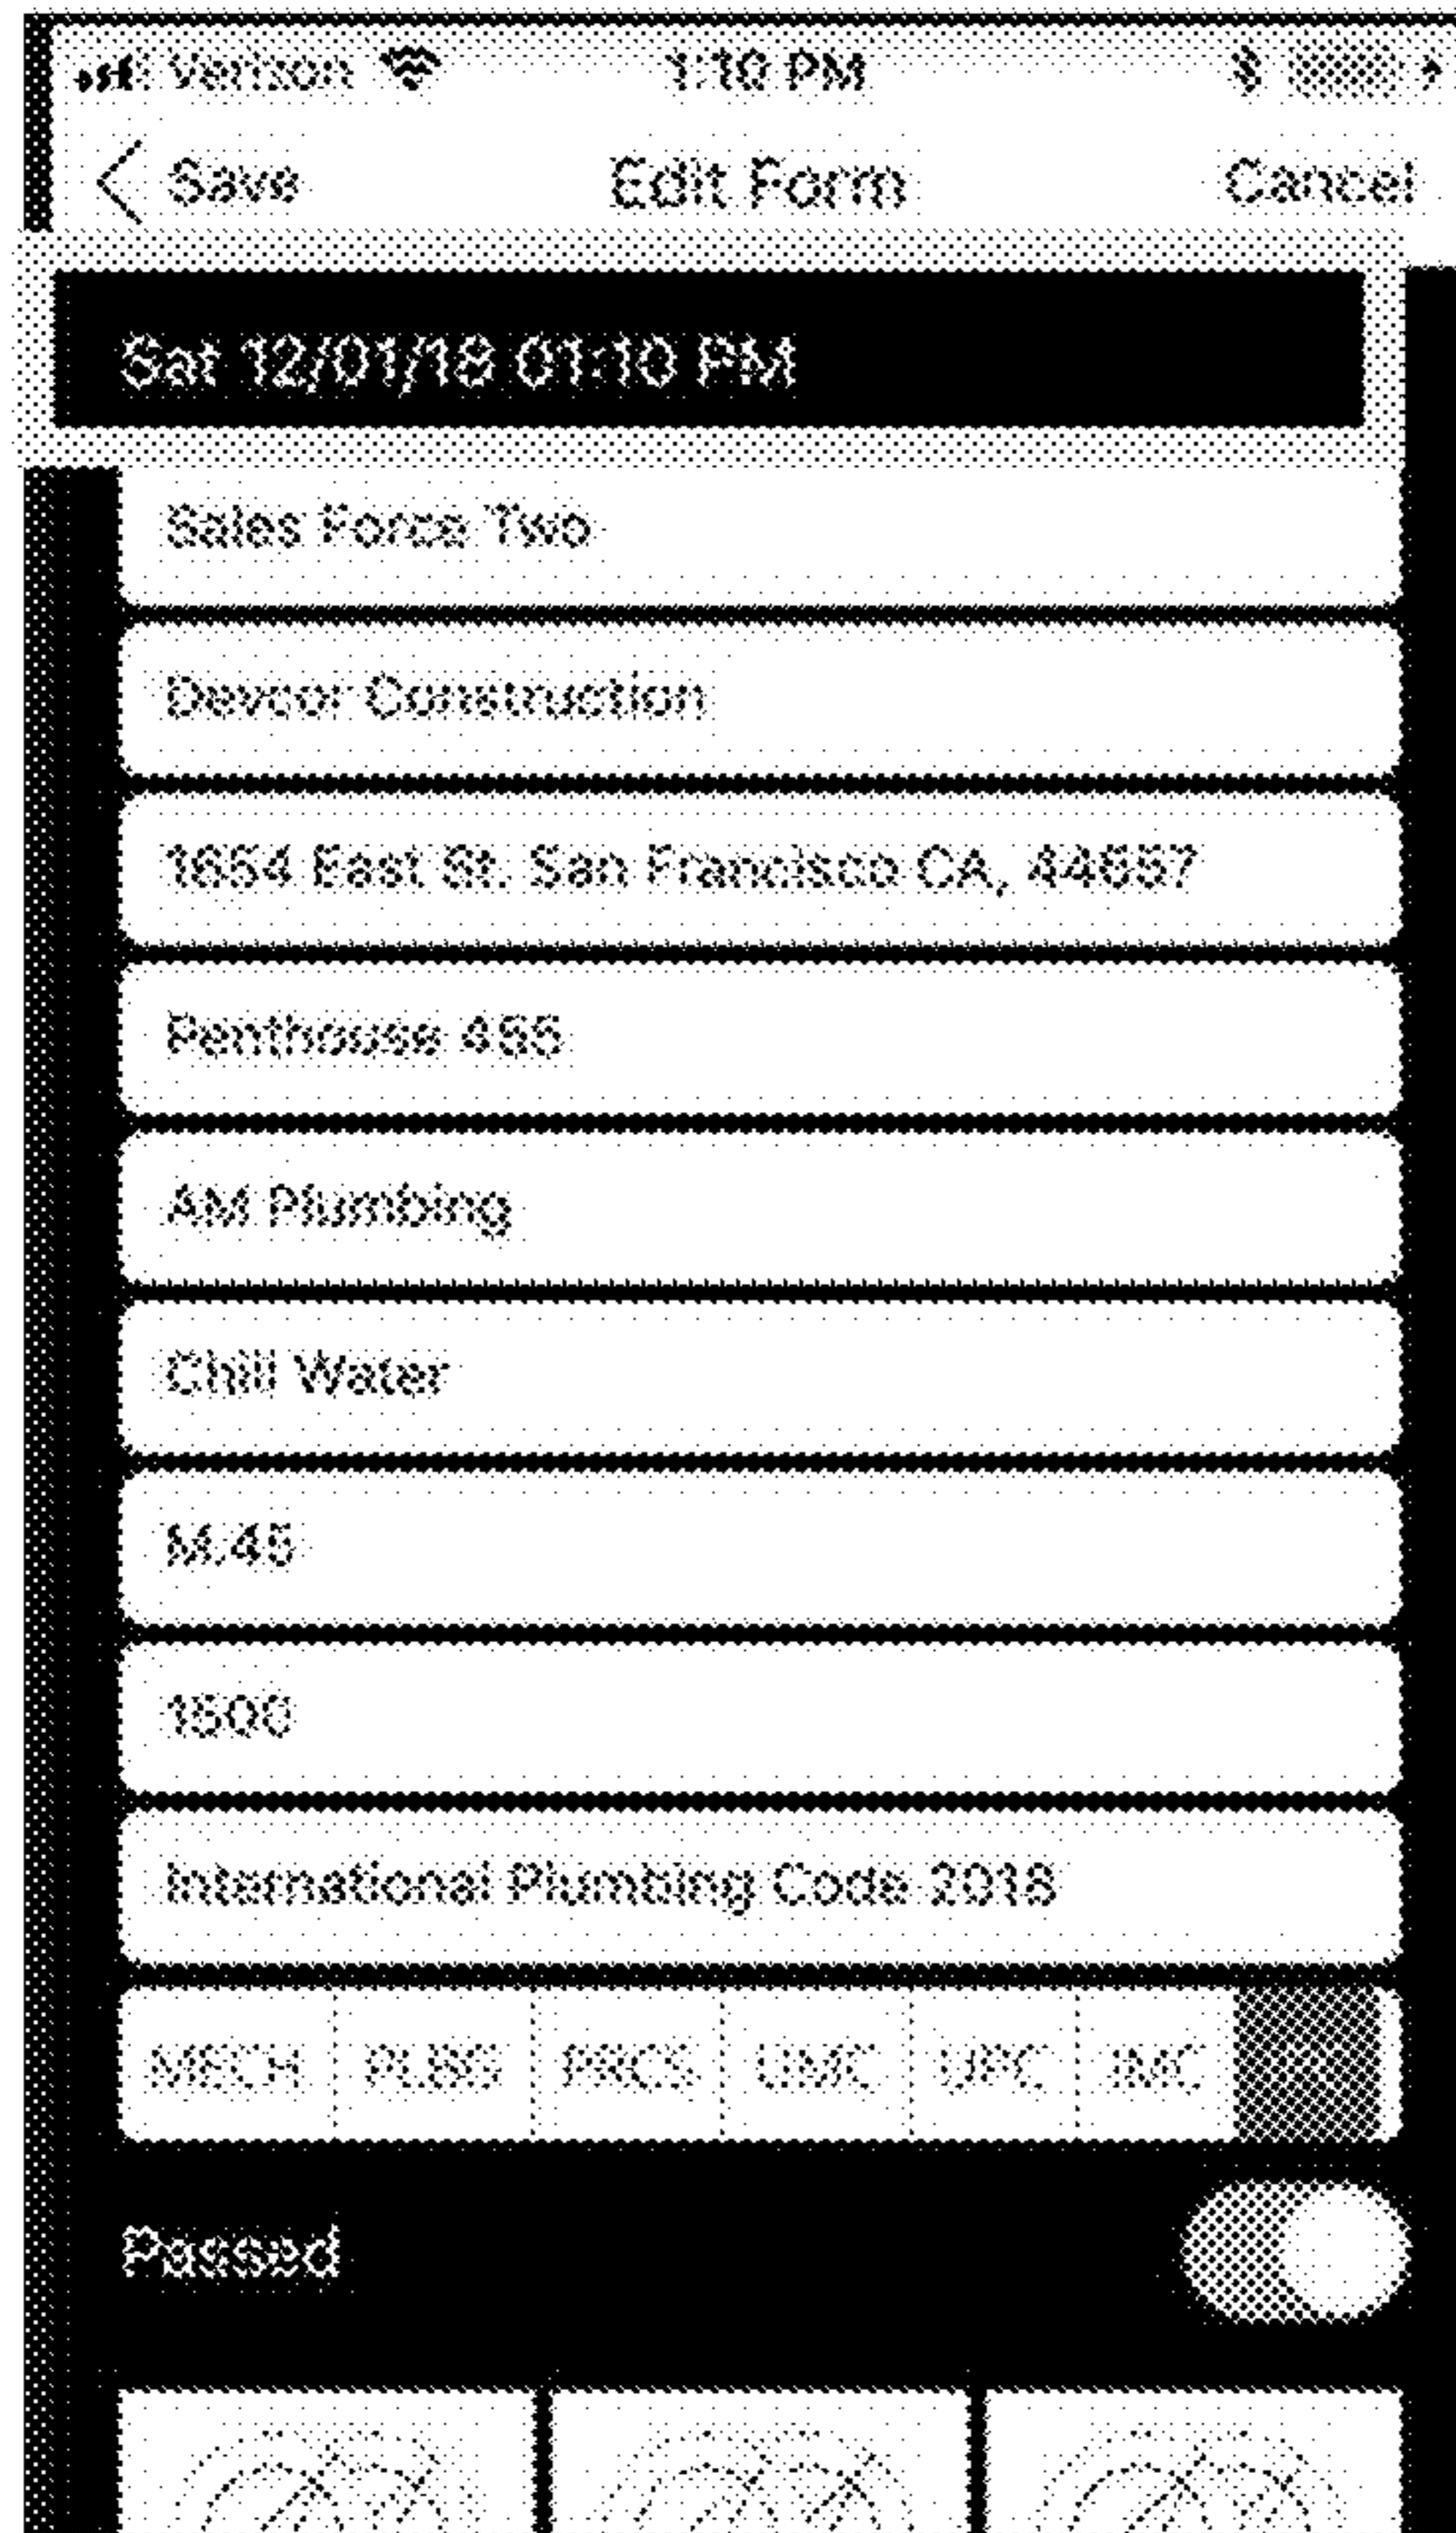 Verizon 1:10 PM
Save Edit Form Cancel
Sat 12/01/18 01:10 PM
Sales Force Two
Devcor Construction
1654 East St. San Francisco CA, 44657
Penthouse 455
AM Plumbing
Chill Water
M.45
1500
International Plumbing Code 2018
MECH PLBG PRCS UMC UPC IMC
Passed